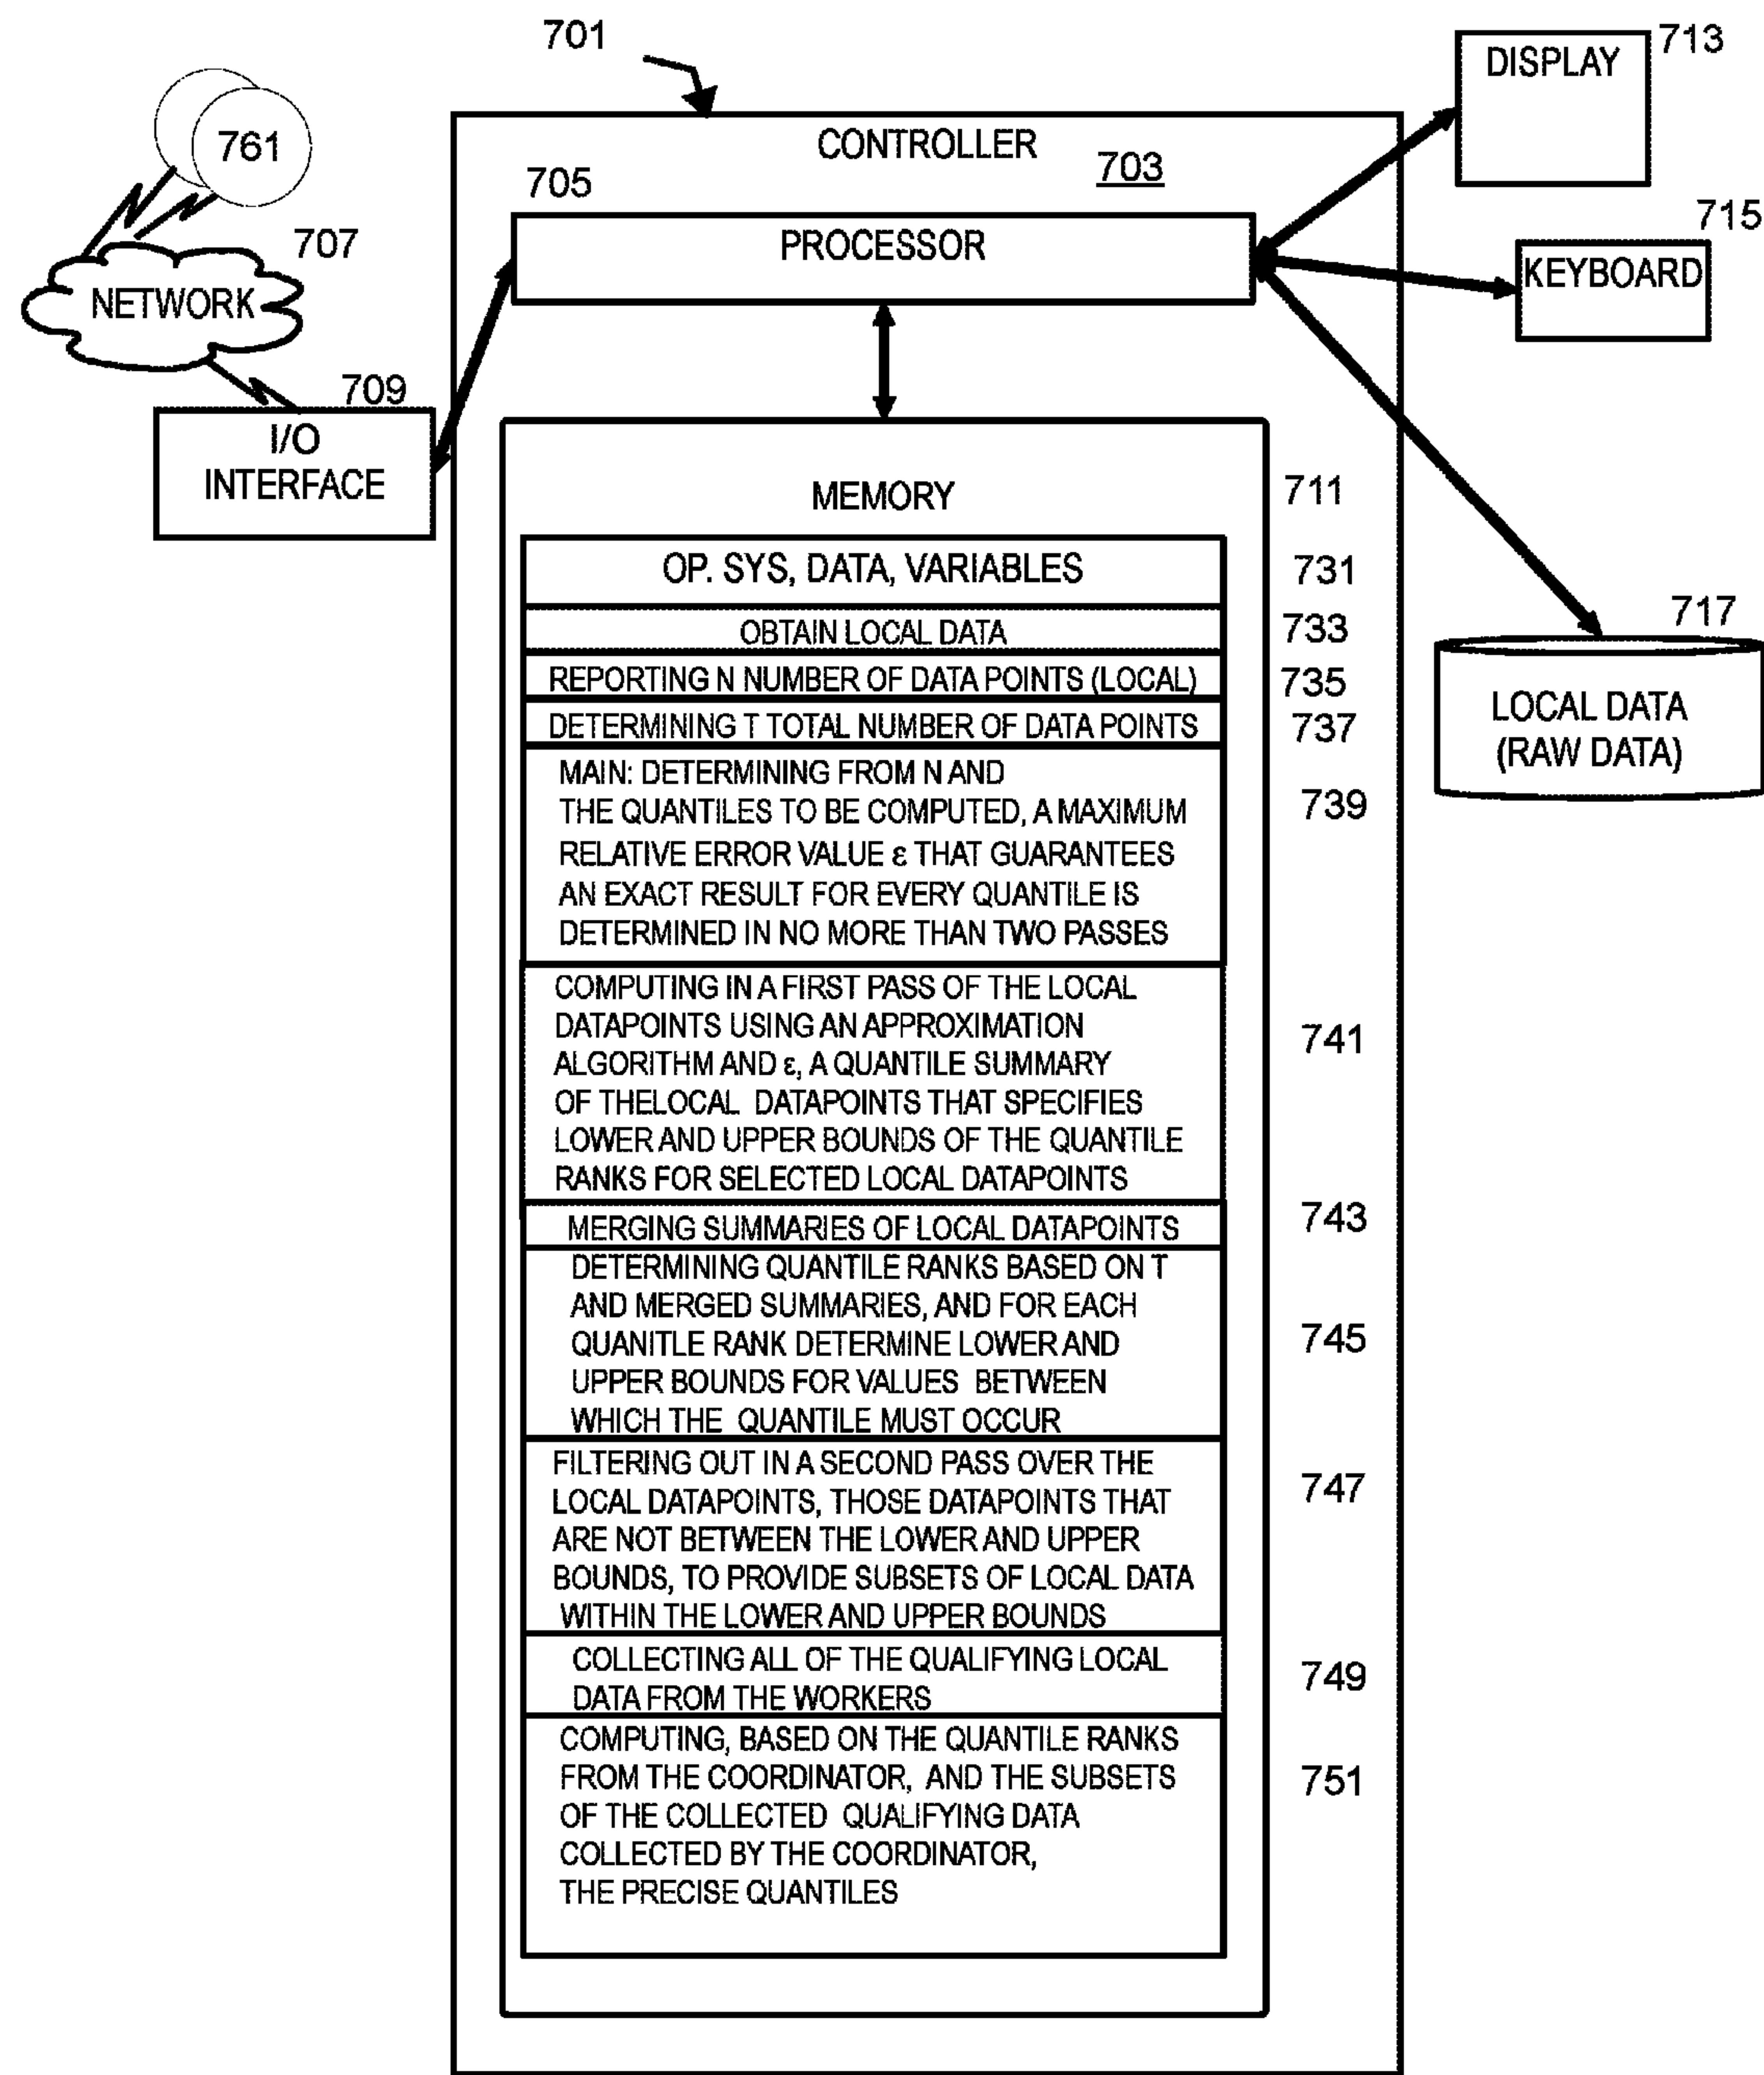 701
713
DISPLAY
761
CONTROLLER
703
705
715
707
PROCESSOR
KEYBOARD
NETWORK
709
I/O
INTERFACE
MEMORY
711
OP. SYS, DATA, VARIABLES
731
717
OBTAIN LOCAL DATA
733
REPORTING N NUMBER OF DATA POINTS (LOCAL)
735
LOCAL DATA
(RAW DATA)
DETERMINING T TOTAL NUMBER OF DATA POINTS
737
MAIN: DETERMINING FROM N AND
THE QUANTILES TO BE COMPUTED, A MAXIMUM
RELATIVE ERROR VALUE ε THAT GUARANTEES
AN EXACT RESULT FOR EVERY QUANTILE IS
DETERMINED IN NO MORE THAN TWO PASSES
739
COMPUTING IN A FIRST PASS OF THE LOCAL
DATAPOINTS USING AN APPROXIMATION
ALGORITHM AND ε, A QUANTILE SUMMARY
OF THELOCAL DATAPOINTS THAT SPECIFIES
LOWER AND UPPER BOUNDS OF THE QUANTILE
RANKS FOR SELECTED LOCAL DATAPOINTS
741
MERGING SUMMARIES OF LOCAL DATAPOINTS
743
DETERMINING QUANTILE RANKS BASED ON T
AND MERGED SUMMARIES, AND FOR EACH
QUANITLE RANK DETERMINE LOWER AND
UPPER BOUNDS FOR VALUES BETWEEN
WHICH THE QUANTILE MUST OCCUR
745
FILTERING OUT IN A SECOND PASS OVER THE
LOCAL DATAPOINTS, THOSE DATAPOINTS THAT
ARE NOT BETWEEN THE LOWER AND UPPER
BOUNDS, TO PROVIDE SUBSETS OF LOCAL DATA
WITHIN THE LOWER AND UPPER BOUNDS
747
COLLECTING ALL OF THE QUALIFYING LOCAL
DATA FROM THE WORKERS
749
COMPUTING, BASED ON THE QUANTILE RANKS
FROM THE COORDINATOR, AND THE SUBSETS
OF THE COLLECTED QUALIFYING DATA
COLLECTED BY THE COORDINATOR,
THE PRECISE QUANTILES
751